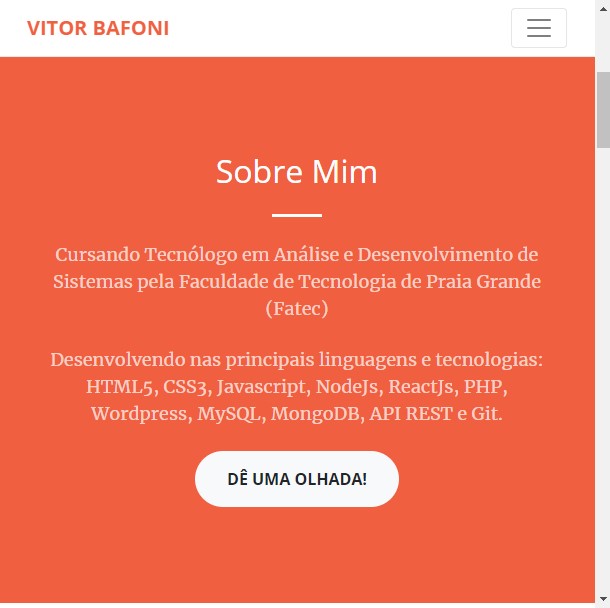 VITOR BAFONI
Sobre Mim
Cursando Tecnólogo em Análise e Desenvolvimento de
Sistemas pela Faculdade de Tecnologia de Praia Grande
(Fatec)
Desenvolvendo nas principais linguagens e tecnologias:
HTML5, CSS3, Javascript, NodeJs, ReactJs, PHP,
Wordpress, MySQL, MongoDB, API REST e Git.
DÊ UMA OLHADA!